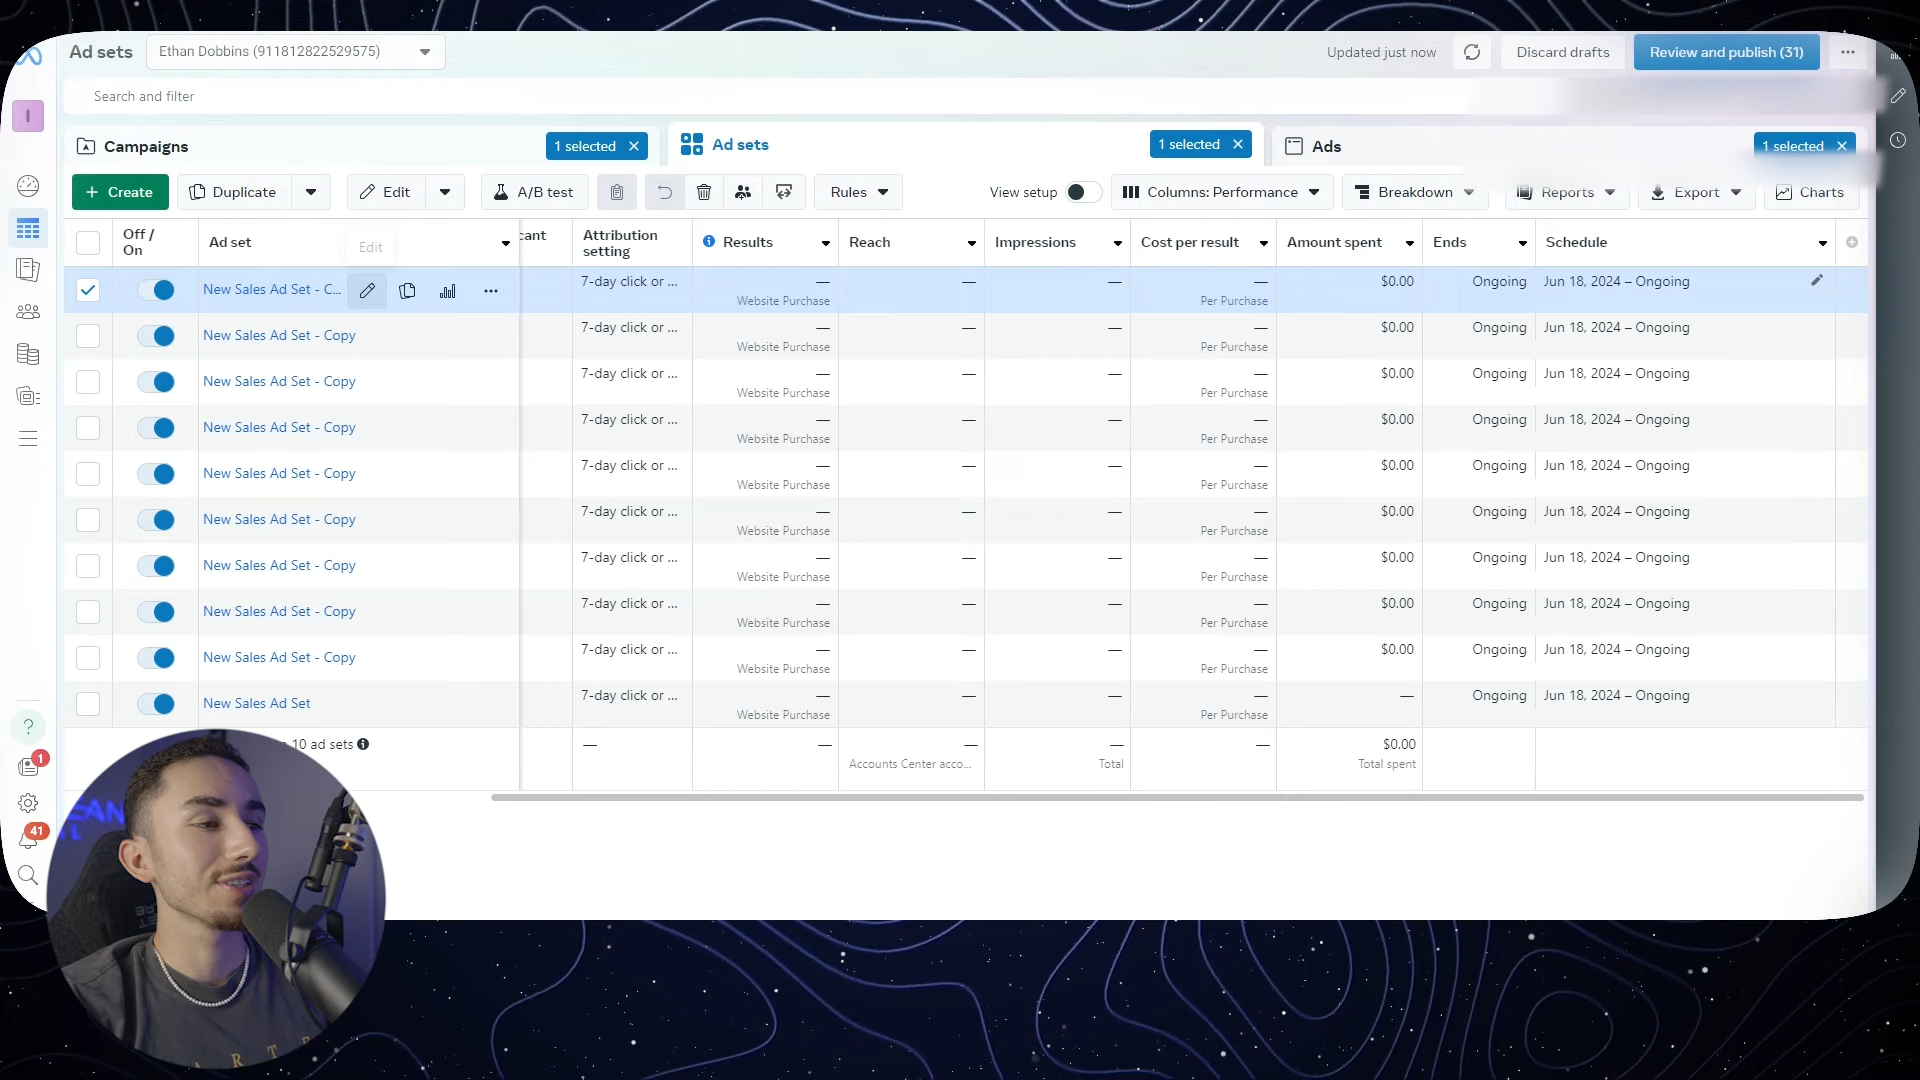 Ad sets
Ethan Dobbins (911812822529575)
Updated just now
Discard drafts
Review and publish (31)
I
Search and filter
Campaigns
1 selected
Ad sets
1 selected
Ads
1 selected
Create
Duplicate
Edit
A/B test
Rules
View setup
Columns: Performance
Breakdown
Reports
Export
Charts
Off / On
Ad set
Edit
cant
Attribution setting
Results
Reach
Impressions
Cost per result
Amount spent
Ends
Schedule
New Sales Ad Set - C...
7-day click or ...
—
Website Purchase
—
—
—
Per Purchase
$0.00
Ongoing
Jun 18, 2024 – Ongoing
New Sales Ad Set - Copy
7-day click or ...
—
Website Purchase
—
—
—
Per Purchase
$0.00
Ongoing
Jun 18, 2024 – Ongoing
New Sales Ad Set - Copy
7-day click or ...
—
Website Purchase
—
—
—
Per Purchase
$0.00
Ongoing
Jun 18, 2024 – Ongoing
New Sales Ad Set - Copy
7-day click or ...
—
Website Purchase
—
—
—
Per Purchase
$0.00
Ongoing
Jun 18, 2024 – Ongoing
New Sales Ad Set - Copy
7-day click or ...
—
Website Purchase
—
—
—
Per Purchase
$0.00
Ongoing
Jun 18, 2024 – Ongoing
New Sales Ad Set - Copy
7-day click or ...
—
Website Purchase
—
—
—
Per Purchase
$0.00
Ongoing
Jun 18, 2024 – Ongoing
New Sales Ad Set - Copy
7-day click or ...
—
Website Purchase
—
—
—
Per Purchase
$0.00
Ongoing
Jun 18, 2024 – Ongoing
New Sales Ad Set - Copy
7-day click or ...
—
Website Purchase
—
—
—
Per Purchase
$0.00
Ongoing
Jun 18, 2024 – Ongoing
New Sales Ad Set - Copy
7-day click or ...
—
Website Purchase
—
—
—
Per Purchase
$0.00
Ongoing
Jun 18, 2024 – Ongoing
New Sales Ad Set
7-day click or ...
—
Website Purchase
—
—
—
Per Purchase
—
Ongoing
Jun 18, 2024 – Ongoing
10 ad sets
—
—
—
Accounts Center acco...
—
Total
—
$0.00
Total spent
1
41